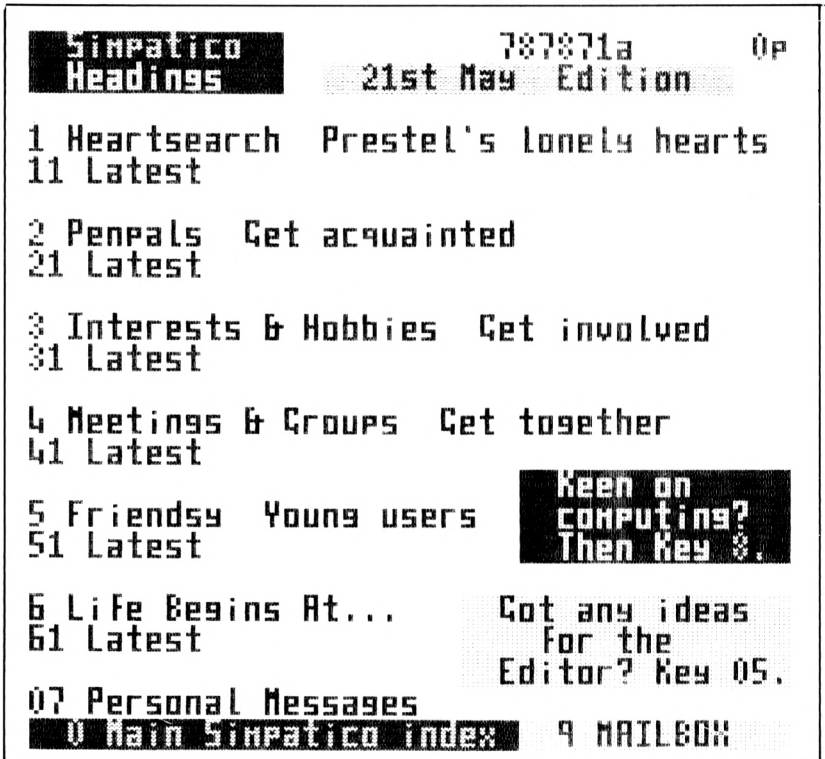 Simpatico 787871a 0p
Headings 21st May Edition
1 Heartsearch Prestel's lonely hearts
11 Latest
2 Penpals Get acquainted
21 Latest
3 Interests & Hobbies Get involved
31 Latest
4 Meetings & Groups Get together
41 Latest
Keen on
5 Friendsy Young users computing?
51 Latest Then Key 8.
6 Life Begins At... Got any ideas
61 Latest For the
Editor? Key 05.
07 Personal Messages
0 Main Simpatico index 9 MAILBOX